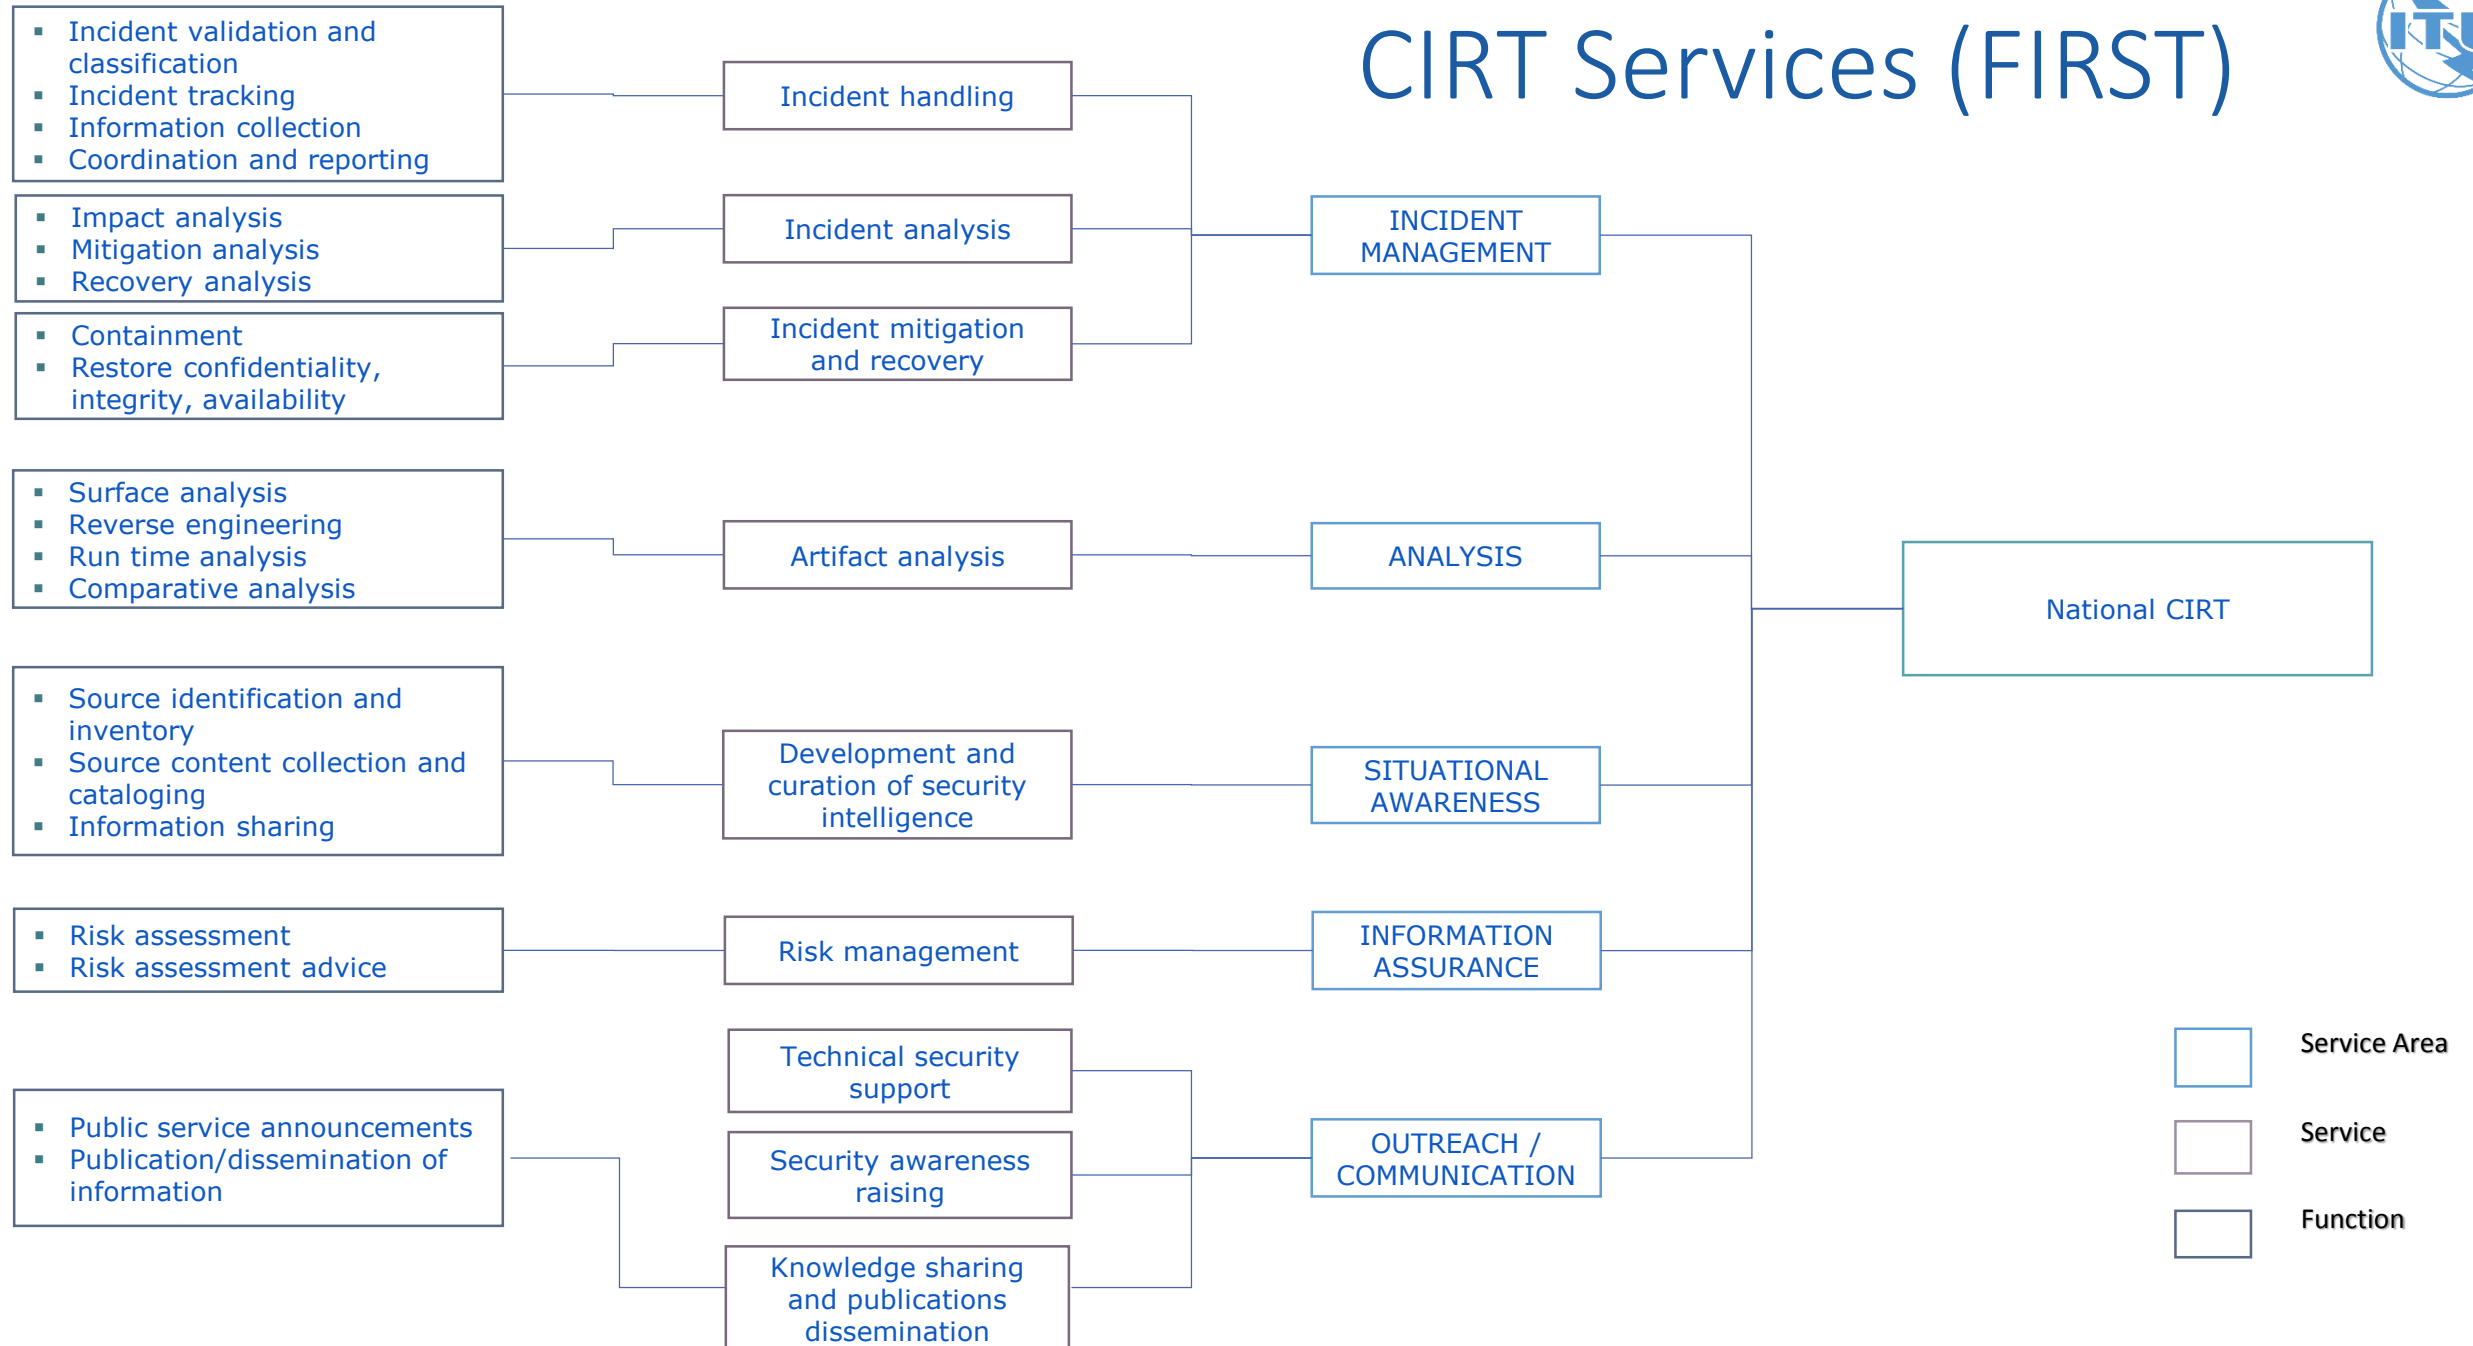 CIRT Services (FIRST)
▪ Incident validation and
classification
▪ Incident tracking
▪ Information collection
▪ Coordination and reporting
Incident handling
▪ Impact analysis
▪ Mitigation analysis
▪ Recovery analysis
Incident analysis
▪ Containment
▪ Restore confidentiality,
integrity, availability
Incident mitigation
and recovery
INCIDENT
MANAGEMENT
▪ Surface analysis
▪ Reverse engineering
▪ Run time analysis
▪ Comparative analysis
Artifact analysis
ANALYSIS
National CIRT
▪ Source identification and
inventory
▪ Source content collection and
cataloging
▪ Information sharing
Development and
curation of security
intelligence
SITUATIONAL
AWARENESS
▪ Risk assessment
▪ Risk assessment advice
Risk management
INFORMATION
ASSURANCE
▪ Public service announcements
▪ Publication/dissemination of
information
Technical security
support
Security awareness
raising
Knowledge sharing
and publications
dissemination
OUTREACH /
COMMUNICATION
Service Area
Service
Function